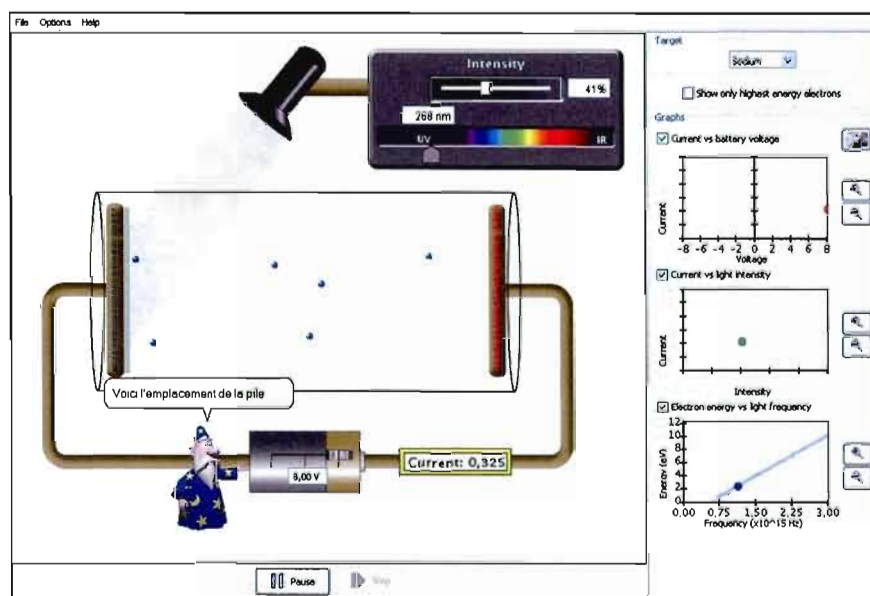 File Options Help
Intensity
41%
268 nm
UV IR
Voici l'emplacement de la pile
8,00 V
Current: 0,325
Pause
Step
Target
Sodium
Show only highest energy electrons
Graphs
Current vs battery voltage
Current
-8 -6 -4 -2 0 2 4 6 8
Voltage
Current vs light intensity
Current
Intensity
Electron energy vs light frequency
Energy (eV)
12
10
8
6
4
2
0
0,00 0,75 1,50 2,25 3,00
Frequency (x10^15 Hz)